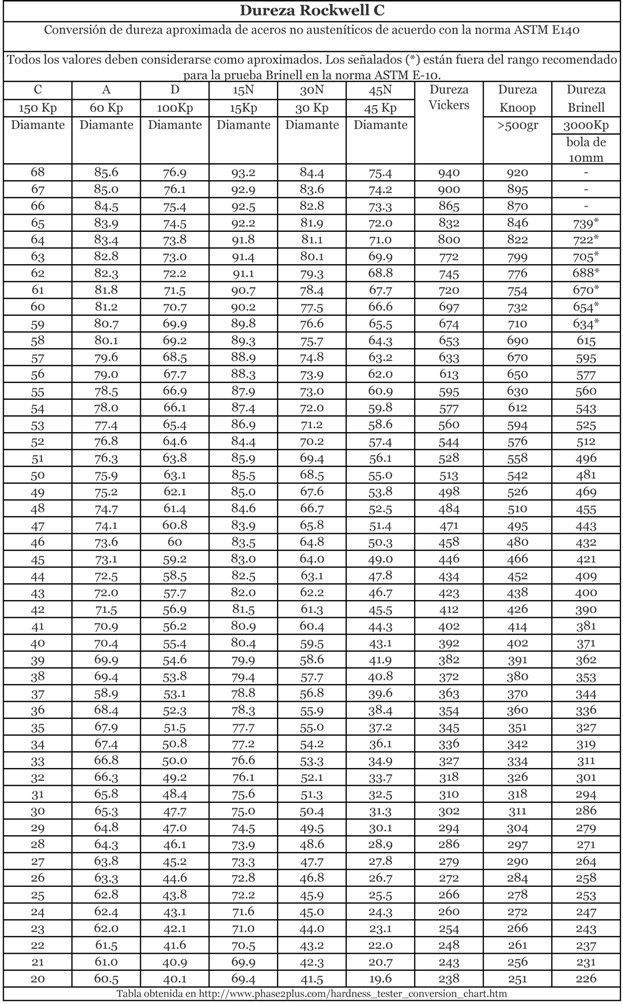 Dureza Rockwell C
Conversión de dureza aproximada de aceros no austeníticos de acuerdo con la norma ASTM E140
Todos los valores deben considerarse como aproximados. Los señalados (*) están fuera del rango recomendado
para la prueba Brinell en la norma ASTM E-10.
C A D 15N 30N 45N Dureza Vickers Dureza Knoop Dureza Brinell
150 Kp 60 Kp 100Kp 15Kp 30 Kp 45 Kp >500gr 3000Kp
Diamante Diamante Diamante Diamante Diamante Diamante bola de 10mm
68 85.6 76.9 93.2 84.4 75.4 940 920 -
67 85.0 76.1 92.9 83.6 74.2 900 895 -
66 84.5 75.4 92.5 82.8 73.3 865 870 -
65 83.9 74.5 92.2 81.9 72.0 832 846 739*
64 83.4 73.8 91.8 81.1 71.0 800 822 722*
63 82.8 73.0 91.4 80.1 69.9 772 799 705*
62 82.3 72.2 91.1 79.3 68.8 745 776 688*
61 81.8 71.5 90.7 78.4 67.7 720 754 670*
60 81.2 70.7 90.2 77.5 66.6 697 732 654*
59 80.7 69.9 89.8 76.6 65.5 674 710 634*
58 80.1 69.2 89.3 75.7 64.3 653 690 615
57 79.6 68.5 88.9 74.8 63.2 633 670 595
56 79.0 67.7 88.3 73.9 62.0 613 650 577
55 78.5 66.9 87.9 73.0 60.9 595 630 560
54 78.0 66.1 87.4 72.0 59.8 577 612 543
53 77.4 65.4 86.9 71.2 58.6 560 594 525
52 76.8 64.6 84.4 70.2 57.4 544 576 512
51 76.3 63.8 85.9 69.4 56.1 528 558 496
50 75.9 63.1 85.5 68.5 55.0 513 542 481
49 75.2 62.1 85.0 67.6 53.8 498 526 469
48 74.7 61.4 84.6 66.7 52.5 484 510 455
47 74.1 60.8 83.9 65.8 51.4 471 495 443
46 73.6 60 83.5 64.8 50.3 458 480 432
45 73.1 59.2 83.0 64.0 49.0 446 466 421
44 72.5 58.5 82.5 63.1 47.8 434 452 409
43 72.0 57.7 82.0 62.2 46.7 423 438 400
42 71.5 56.9 81.5 61.3 45.5 412 426 390
41 70.9 56.2 80.9 60.4 44.3 402 414 381
40 70.4 55.4 80.4 59.5 43.1 392 402 371
39 69.9 54.6 79.9 58.6 41.9 382 391 362
38 69.4 53.8 79.4 57.7 40.8 372 380 353
37 58.9 53.1 78.8 56.8 39.6 363 370 344
36 68.4 52.3 78.3 55.9 38.4 354 360 336
35 67.9 51.5 77.7 55.0 37.2 345 351 327
34 67.4 50.8 77.2 54.2 36.1 336 342 319
33 66.8 50.0 76.6 53.3 34.9 327 334 311
32 66.3 49.2 76.1 52.1 33.7 318 326 301
31 65.8 48.4 75.6 51.3 32.5 310 318 294
30 65.3 47.7 75.0 50.4 31.3 302 311 286
29 64.8 47.0 74.5 49.5 30.1 294 304 279
28 64.3 46.1 73.9 48.6 28.9 286 297 271
27 63.8 45.2 73.3 47.7 27.8 279 290 264
26 63.3 44.6 72.8 46.8 26.7 272 284 258
25 62.8 43.8 72.2 45.9 25.5 266 278 253
24 62.4 43.1 71.6 45.0 24.3 260 272 247
23 62.0 42.1 71.0 44.0 23.1 254 266 243
22 61.5 41.6 70.5 43.2 22.0 248 261 237
21 61.0 40.9 69.9 42.3 20.7 243 256 231
20 60.5 40.1 69.4 41.5 19.6 238 251 226
Tabla obtenida en http://www.phase2plus.com/hardness_tester_conversion_chart.htm